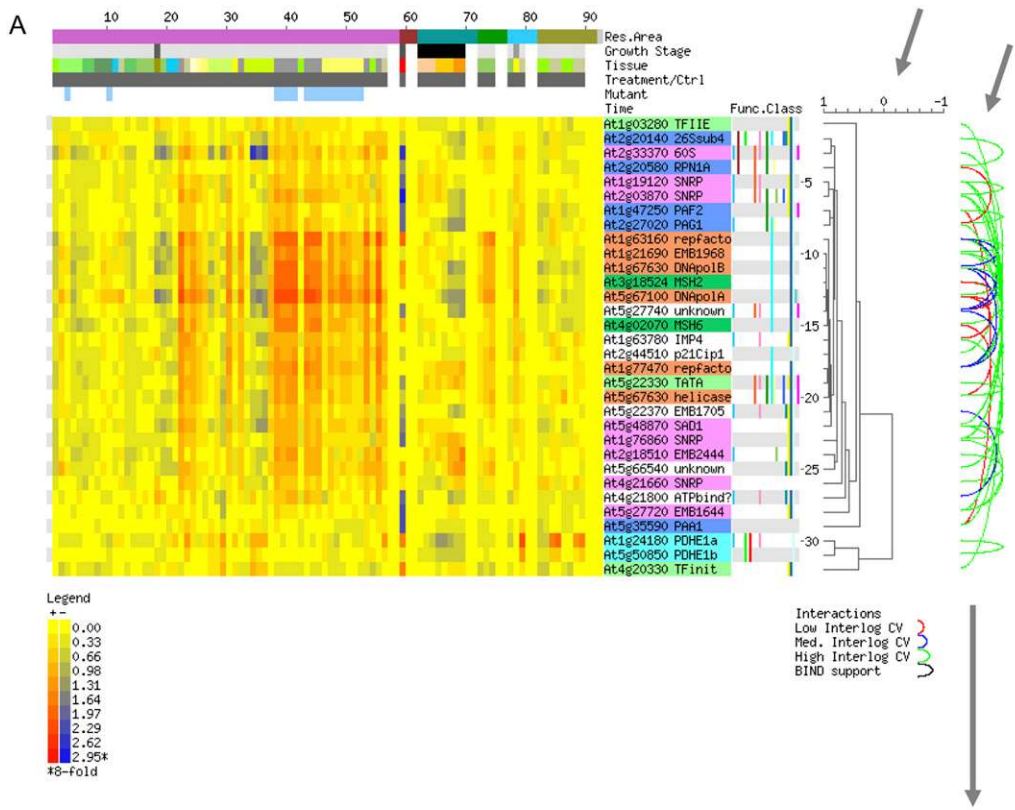 A
10 20 30 40 50 60 70 80 90
Res.Area
Growth Stage
Tissue
Treatment/Ctrl
Mutant
Time Func.Class
1 0 -1
At1g03280 TFIIE
At2g20140 26Ssub4
At2g33370 60S
At2g20580 RPN1A
At1g19120 SNRP
At2g03870 SNRP
At1g47250 PAF2
At2g27020 PAG1
At1g63160 repfacto
At1g21690 EMB1968
At1g67630 DNApolB
At3g18524 MSH2
At5g67100 DNApolA
At5g27740 unknown
At4g02070 MSH6
At1g63780 IMP4
At2g44510 p21Cip1
At1g77470 repfacto
At5g22330 TATA
At5g67630 helicase
At5g22370 EMB1705
At5g48870 SAD1
At1g76860 SNRP
At2g18510 EMB2444
At5g66540 unknown
At4g21660 SNRP
At4g21800 ATPbind?
At5g27720 EMB1644
At5g35590 PAA1
At1g24180 PDHE1a
At5g50850 PDHE1b
At4g20330 TFinit
-5
-10
-15
-20
-25
-30
Legend
+ -
0.00
0.33
0.66
0.98
1.31
1.64
1.97
2.29
2.62
2.95*
*8-fold
Interactions
Low Interlog CV
Med. Interlog CV
High Interlog CV
BIND support